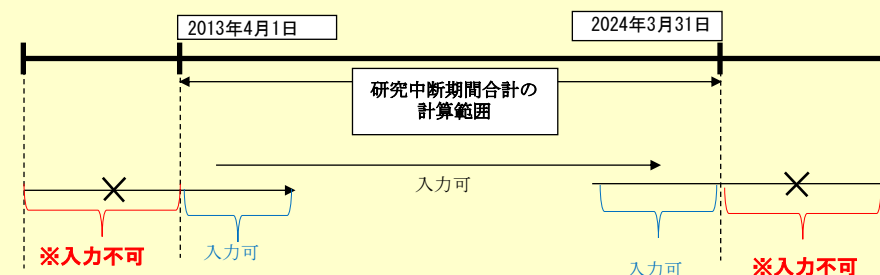 2013年4月1日
2024年3月31日
研究中断期間合計の
計算範囲
入力可
※入力不可
入力可
入力可
※入力不可